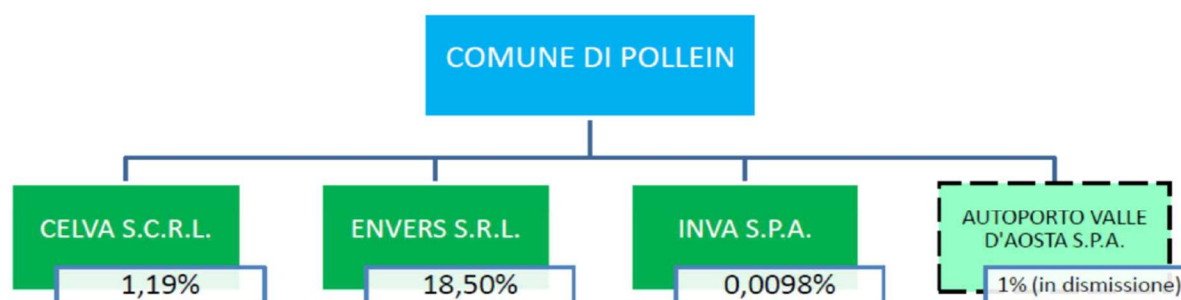 COMUNE DI POLLEIN
CELVA S.C.R.L.
1,19%
ENVERS S.R.L.
18,50%
INVA S.P.A.
0,0098%
AUTOPORTO VALLE
D'AOSTA S.P.A.
1% (in dismissione)